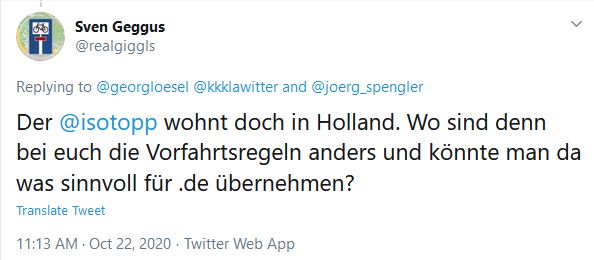 Sven Geggus
@realgiggls
Replying to @georgloesel @kkklawitter and @joerg_spengler
Der @isotopp wohnt doch in Holland. Wo sind denn
bei euch die Vorfahrtsregeln anders und könnte man da
was sinnvoll für .de übernehmen?
Translate Tweet
11:13 AM · Oct 22, 2020 · Twitter Web App